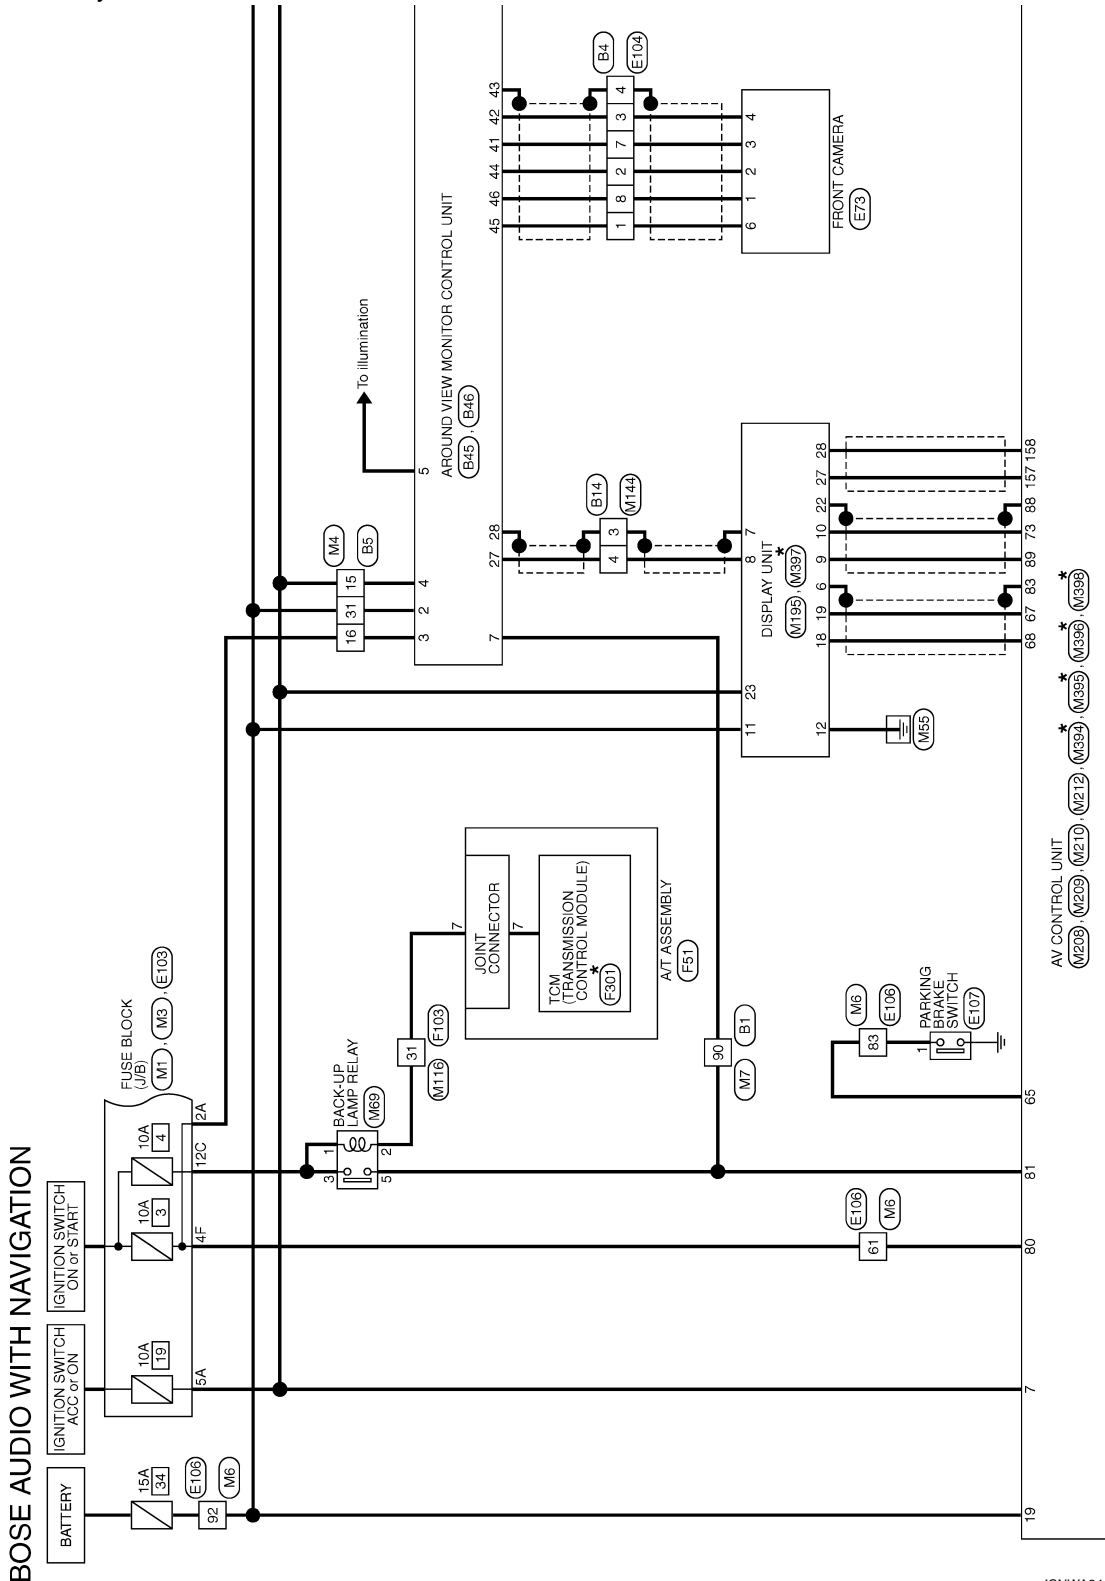 BOSE AUDIO WITH NAVIGATION
BATTERY
15A
34
E106
92
M6
19
IGNITION SWITCH
ACC or ON
10A
19
5A
7
IGNITION SWITCH
ON or START
10A
3
4F
10A
4
12C
2A
FUSE BLOCK
(J/B)
M1 , M3 , E103
E106
61
M6
80
81
BACK-UP
LAMP RELAY
M69
1
2
3
5
M116
31
F103
7
JOINT
CONNECTOR
7
TCM
(TRANSMISSION
CONTROL MODULE)
*
F301
A/T ASSEMBLY
F51
M7
90
B1
65
M6
83
E106
1
PARKING
BRAKE
SWITCH
E107
M4
16 31 15
B5
3 2 4
5
To illumination
7
27 28
AROUND VIEW MONITOR CONTROL UNIT
B45 , B46
B14
4 3
M144
8 7
11
23
DISPLAY UNIT
M195 , M397 *
12
M55
18 19 6 9 10 22 27 28
68 67 83 89 73 88 157 158
45 46 44 41 42 43
B4
1 8 2 7 3 4
E104
6 1 2 3 4
FRONT CAMERA
E73
AV CONTROL UNIT
M208 , M209 , M210 , M212 , M394 * , M395 * , M396 * , M398 *